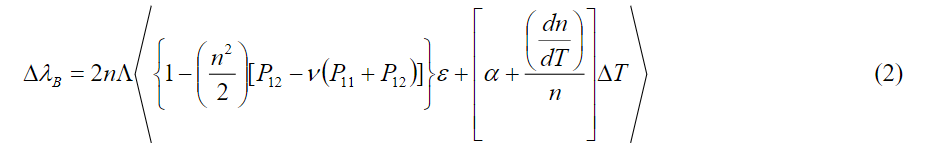 Δλ_B = 2nΛ⟨{1−(n²/2)[P₁₂−ν(P₁₁+P₁₂)]}ε+[α+(dn/dT)/n]ΔT⟩ (2)